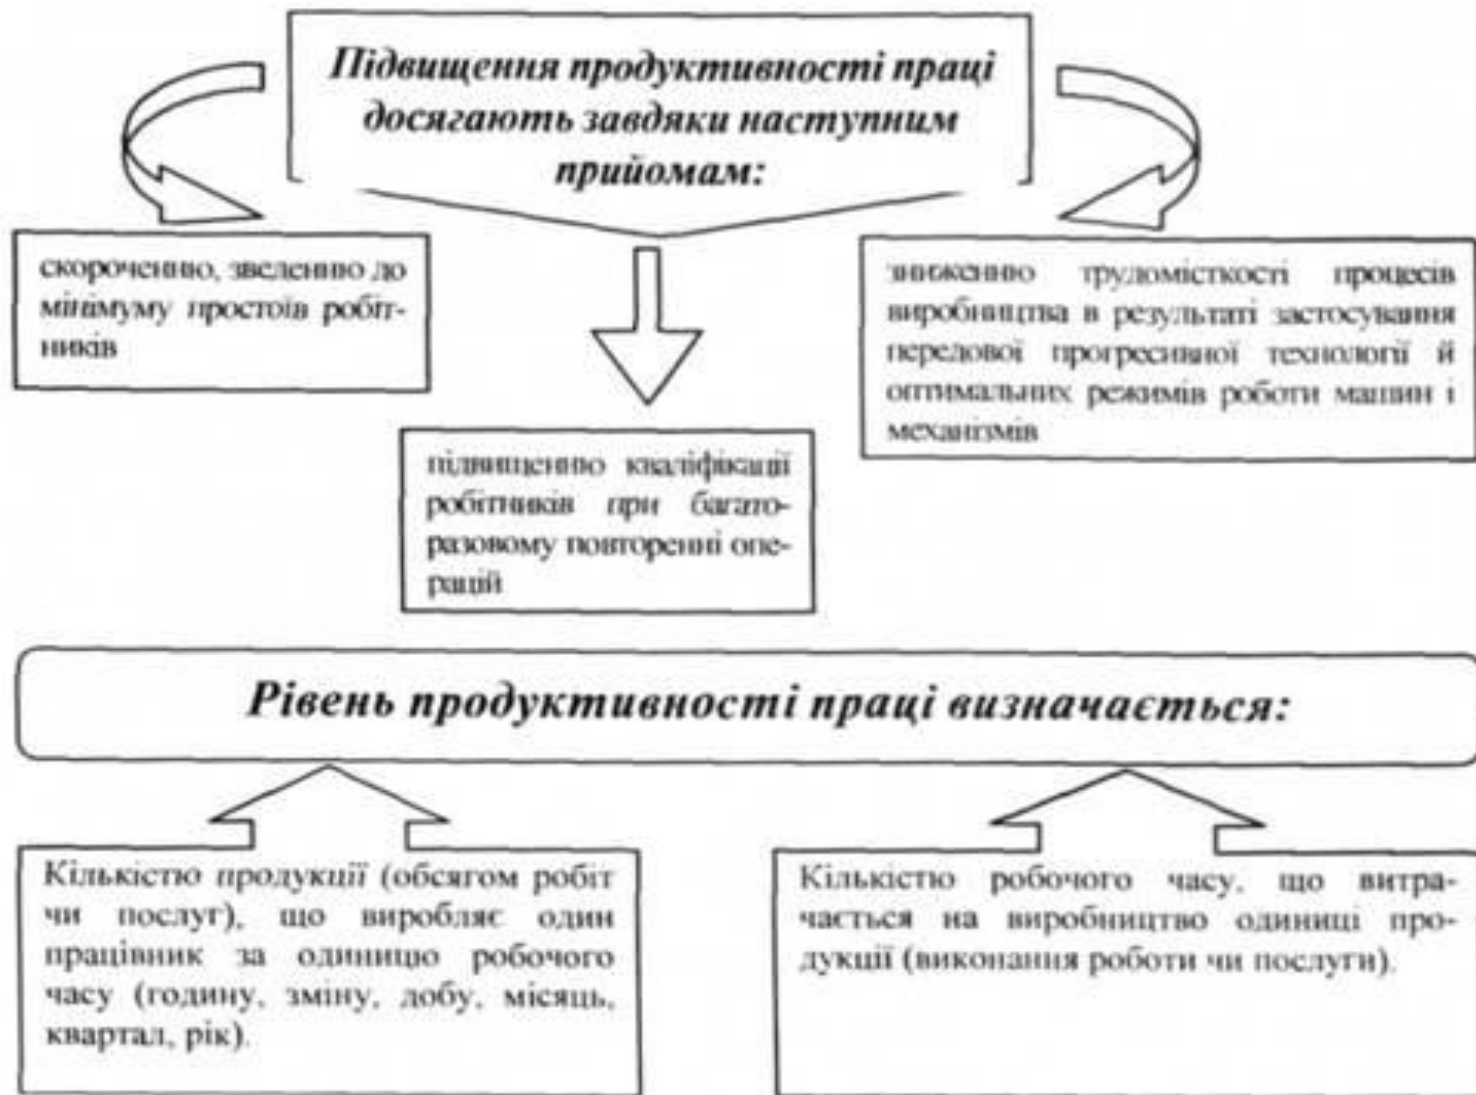 Підвищення продуктивності праці
досягають завдяки наступним
прийомам:
скороченню, зведенню до
мінімуму простоїв робіт-
ників
зниженню трудомісткості процесів
виробництва в результаті застосування
передової прогресивної технології й
оптимальних режимів роботи машин і
механізмів
підвищенню кваліфікації
робітників при багато-
разовому повторенні опе-
рацій
Рівень продуктивності праці визначається:
Кількістю продукції (обсягом робіт
чи послуг), що виробляє один
працівник за одиницю робочого
часу (годину, зміну, добу, місяць,
квартал, рік).
Кількістю робочого часу, що витра-
чається на виробництво одиниці про-
дукції (виконання роботи чи послуги).